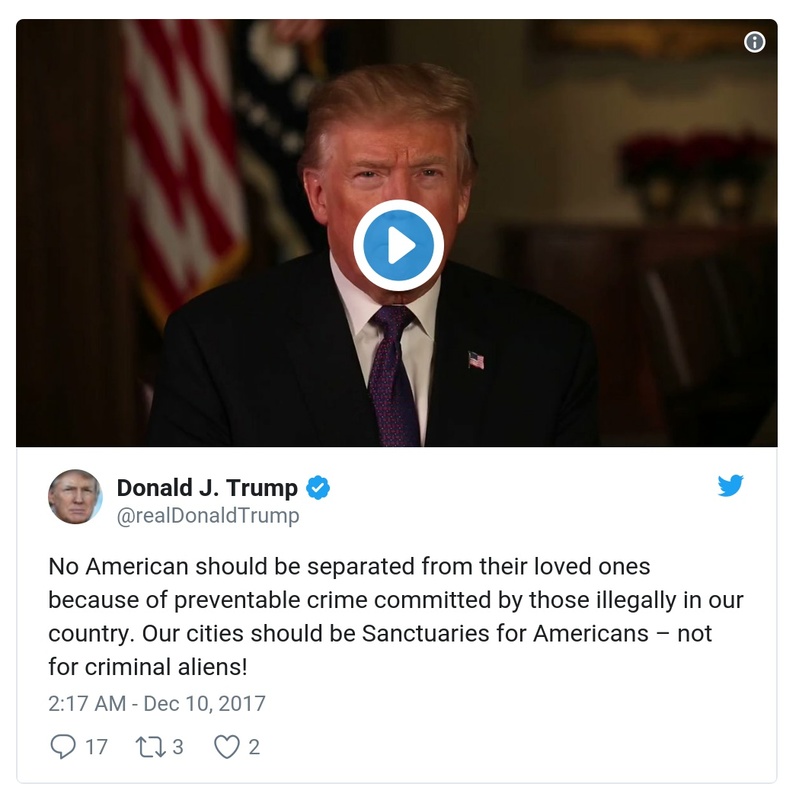 Donald J. Trump
@realDonaldTrump
No American should be separated from their loved ones
because of preventable crime committed by those illegally in our
country. Our cities should be Sanctuaries for Americans – not
for criminal aliens!
2:17 AM - Dec 10, 2017
17 3 2